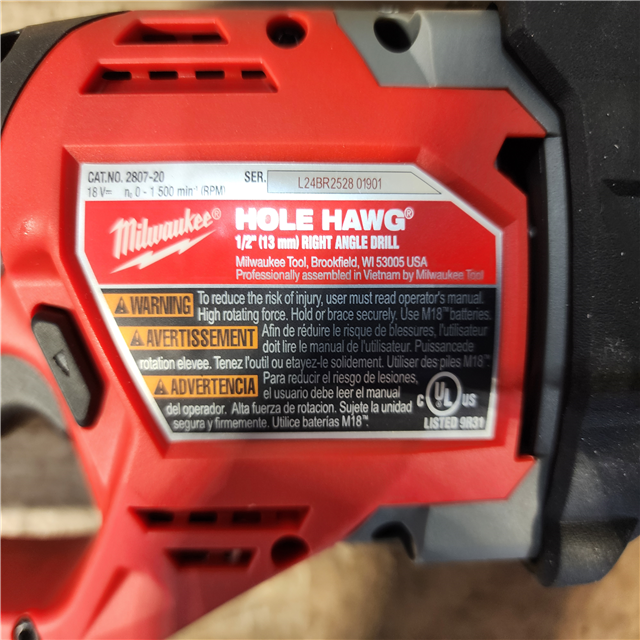 CAT.NO. 2807-20
SER.
18 V⎓ n₀ 0 - 1 500 min⁻¹ (RPM)
L24BR2528 01901
Milwaukee®
HOLE HAWG®
1/2" (13 mm) RIGHT ANGLE DRILL
Milwaukee Tool, Brookfield, WI 53005 USA
Professionally assembled in Vietnam by Milwaukee Tool
WARNING To reduce the risk of injury, user must read operator's manual.
High rotating force. Hold or brace securely. Use M18™ batteries.
AVERTISSEMENT Afin de réduire le risque de blessures, l'utilisateur
doit lire le manuel de l'utilisateur. Puissancede
rotation elevee. Tenez l'outil ou etayez-le solidement. Utiliser des piles M18™.
ADVERTENCIA Para reducir el riesgo de lesiones,
el usuario debe leer el manual
del operador. Alta fuerza de rotacion. Sujete la unidad
segura y firmemente. Utilice baterías M18™.
C UL US
LISTED 9R31